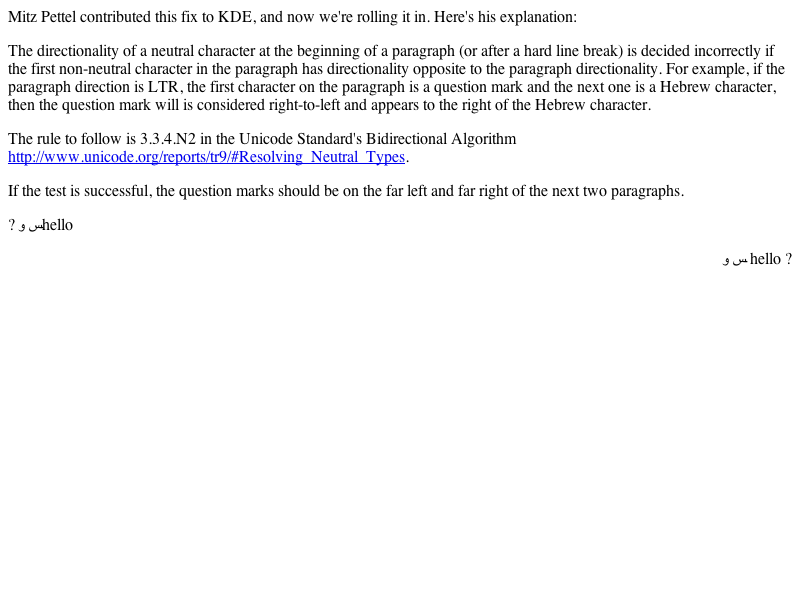 Mitz Pettel contributed this fix to KDE, and now we're rolling it in. Here's his explanation:
The directionality of a neutral character at the beginning of a paragraph (or after a hard line break) is decided incorrectly if
the first non-neutral character in the paragraph has directionality opposite to the paragraph directionality. For example, if the
paragraph direction is LTR, the first character on the paragraph is a question mark and the next one is a Hebrew character,
then the question mark will is considered right-to-left and appears to the right of the Hebrew character.
The rule to follow is 3.3.4.N2 in the Unicode Standard's Bidirectional Algorithm
http://www.unicode.org/reports/tr9/#Resolving_Neutral_Types.
If the test is successful, the question marks should be on the far left and far right of the next two paragraphs.
? س وhello
? hello س و